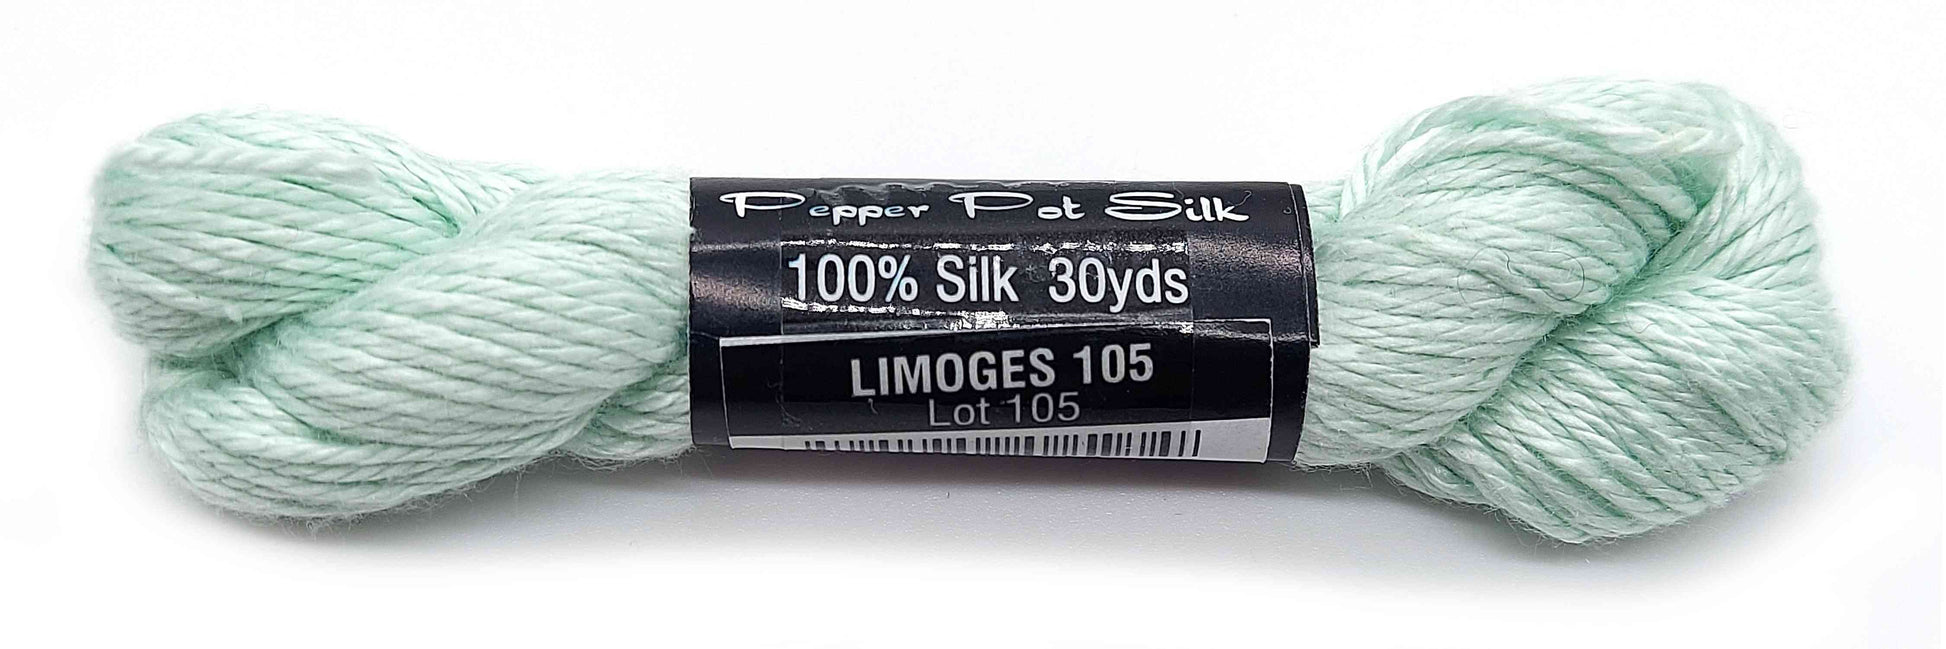 Pepper Pot Silk
100% Silk 30yds
LIMOGES 105
Lot 105